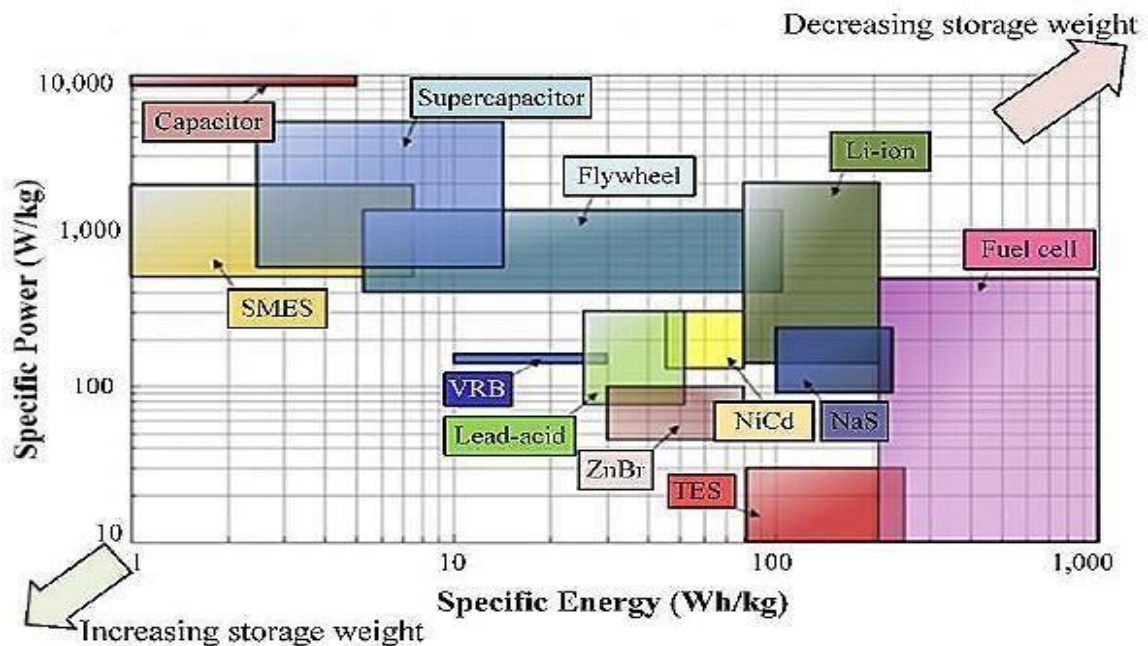 Decreasing storage weight
10,000
Supercapacitor
Capacitor
Li-ion
Flywheel
1,000
Fuel cell
SMES
Specific Power (W/kg)
100
VRB
NiCd
NaS
Lead-acid
ZnBr
TES
10
1
10
100
1,000
Specific Energy (Wh/kg)
Increasing storage weight